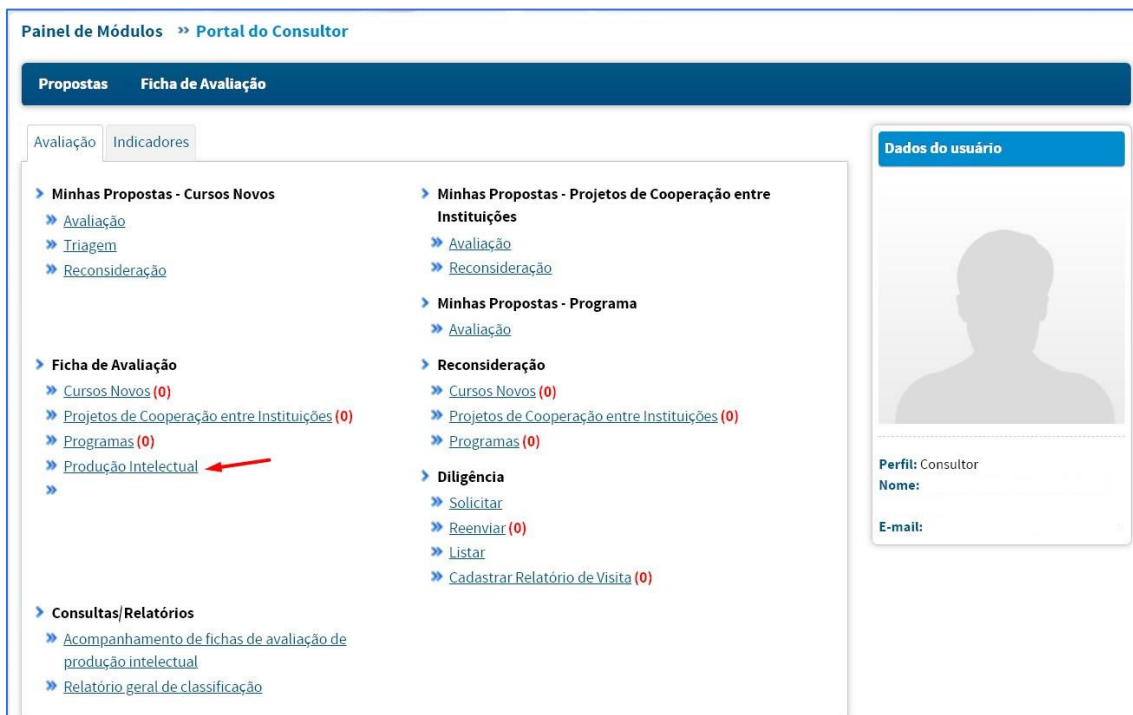 Painel de Módulos » Portal do Consultor
Propostas Ficha de Avaliação
Avaliação Indicadores
Minhas Propostas - Cursos Novos
Avaliação
Triagem
Reconsideração
Minhas Propostas - Projetos de Cooperação entre
Instituições
Avaliação
Reconsideração
Minhas Propostas - Programa
Avaliação
Ficha de Avaliação
Cursos Novos (0)
Projetos de Cooperação entre Instituições (0)
Programas (0)
Produção Intelectual
Reconsideração
Cursos Novos (0)
Projetos de Cooperação entre Instituições (0)
Programas (0)
Diligência
Solicitar
Reenviar (0)
Listar
Cadastrar Relatório de Visita (0)
Consultas/Relatórios
Acompanhamento de fichas de avaliação de
produção intelectual
Relatório geral de classificação
Dados do usuário
Perfil: Consultor
Nome:
E-mail: